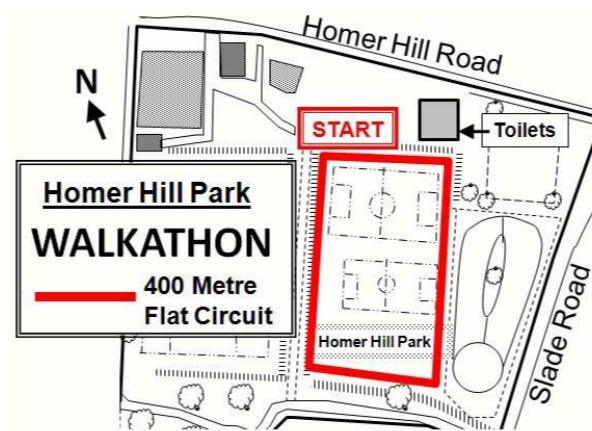 Homer Hill Road
N
START
Toilets
Homer Hill Park
WALKATHON
400 Metre
Flat Circuit
Homer Hill Park
Slade Road